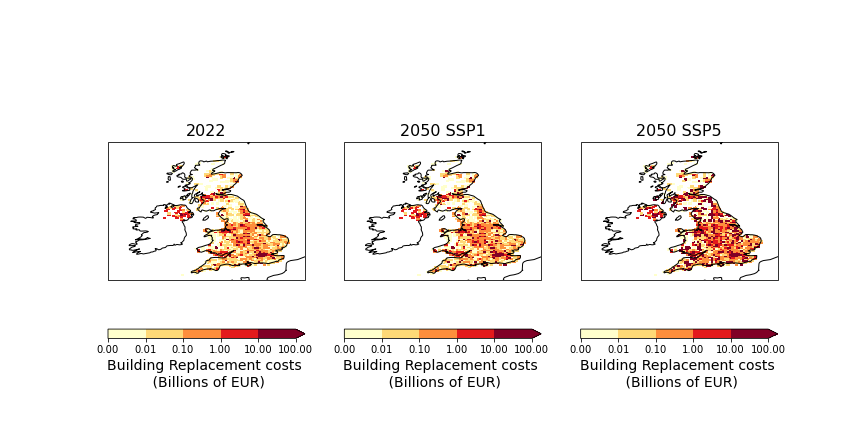 2022
2050 SSP1
2050 SSP5
0.00 0.01 0.10 1.00 10.00 100.00
Building Replacement costs
(Billions of EUR)
0.00 0.01 0.10 1.00 10.00 100.00
Building Replacement costs
(Billions of EUR)
0.00 0.01 0.10 1.00 10.00 100.00
Building Replacement costs
(Billions of EUR)